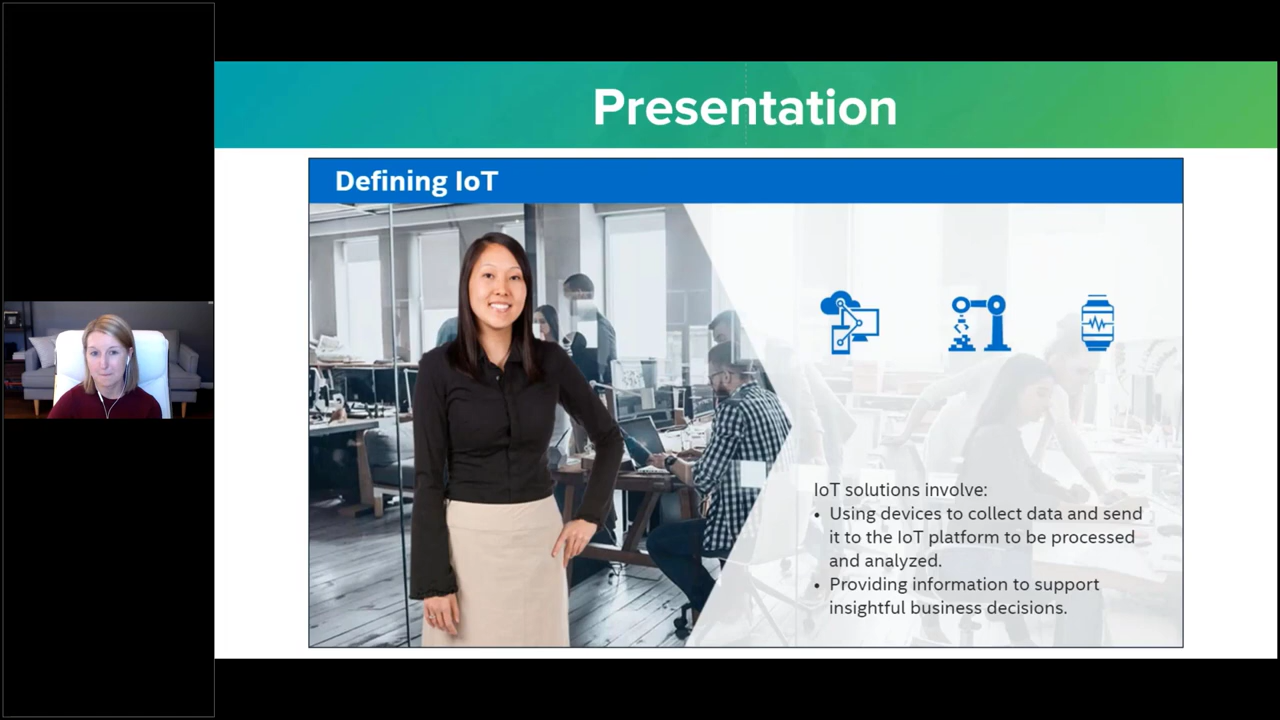 Presentation
Defining IoT
IoT solutions involve:
• Using devices to collect data and send
it to the IoT platform to be processed
and analyzed.
• Providing information to support
insightful business decisions.